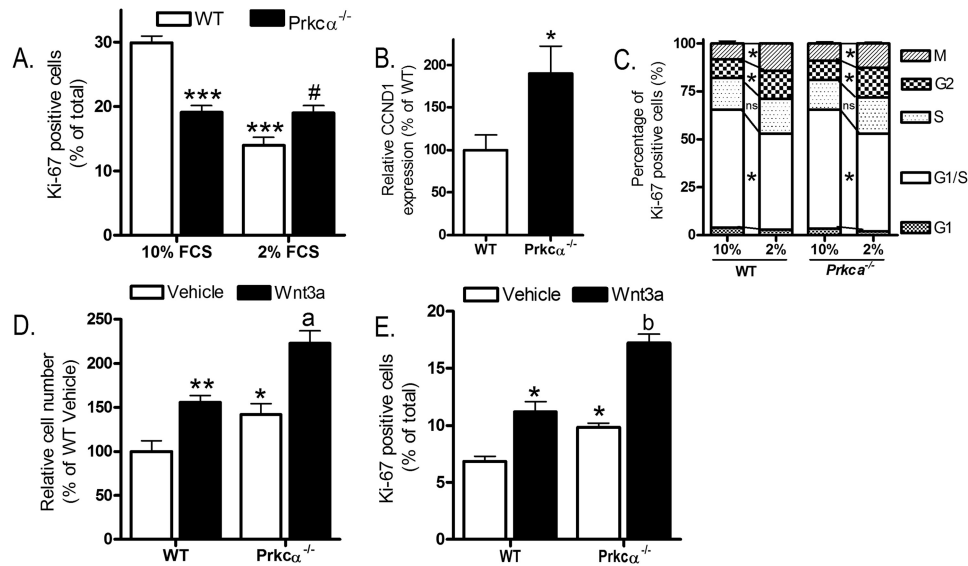 A.
WT Prkcα-/-
Ki-67 positive cells
(% of total)
30
20
10
0
***
***
#
10% FCS 2% FCS
B.
Relative CCND1
expression (% of WT)
200
150
100
50
0
*
WT Prkcα-/-
C.
Percentage of
Ki-67 positive cells (%)
100
75
50
25
0
*
*
ns
*
*
*
ns
*
M
G2
S
G1/S
G1
10% 2% 10% 2%
WT Prkca-/-
D.
Vehicle Wnt3a
Relative cell number
(% of WT Vehicle)
250
200
150
100
50
0
**
*
a
WT Prkcα-/-
E.
Vehicle Wnt3a
Ki-67 positive cells
(% of total)
20
15
10
5
0
*
*
b
WT Prkcα-/-